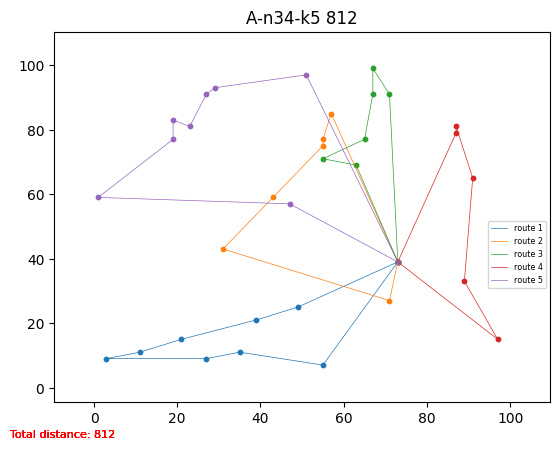 A-n34-k5 812
100
80
60
40
20
0
route 1
route 2
route 3
route 4
route 5
0 20 40 60 80 100
Total distance: 812